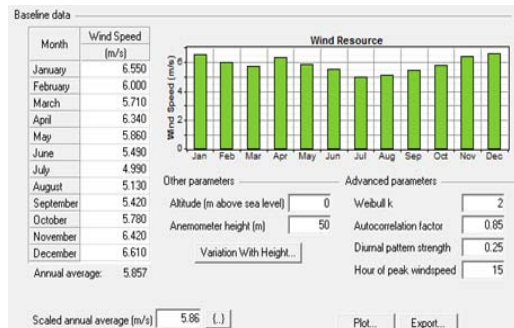 Baseline data
Month Wind Speed
(m/s)
January 6.550
February 6.000
March 5.710
April 6.340
May 5.860
June 5.490
July 4.990
August 5.130
September 5.420
October 5.780
November 6.420
December 6.610
Annual average: 5.857
Scaled annual average (m/s) 5.86 {..}
Wind Resource
Wind Speed (m/s)
6
4
2
0
Jan Feb Mar Apr May Jun Jul Aug Sep Oct Nov Dec
Other parameters
Altitude (m above sea level) 0
Anemometer height (m) 50
Variation With Height...
Advanced parameters
Weibull k 2
Autocorrelation factor 0.85
Diurnal pattern strength 0.25
Hour of peak windspeed 15
Plot... Export...